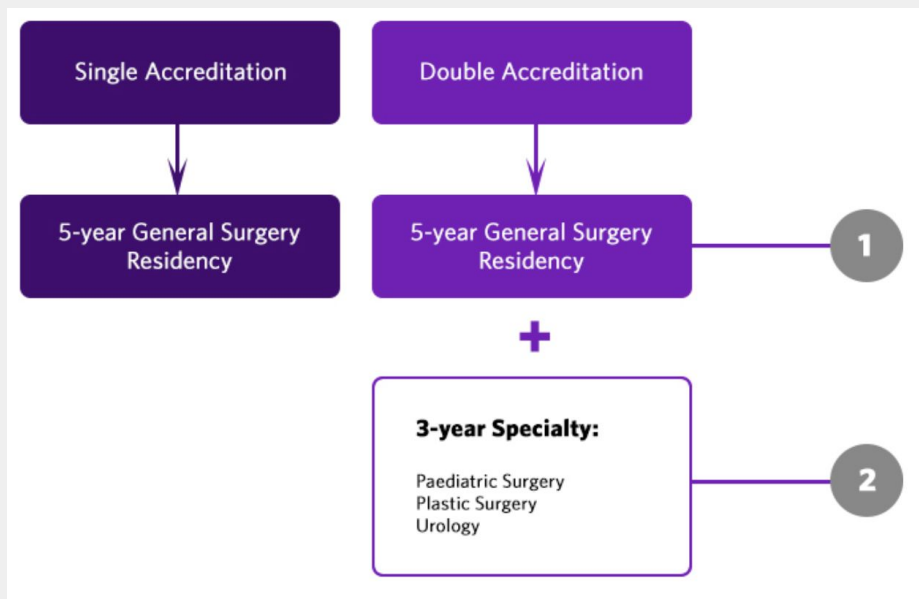 Single Accreditation
Double Accreditation
5-year General Surgery
Residency
5-year General Surgery
Residency
1
+
3-year Specialty:
Paediatric Surgery
Plastic Surgery
Urology
2